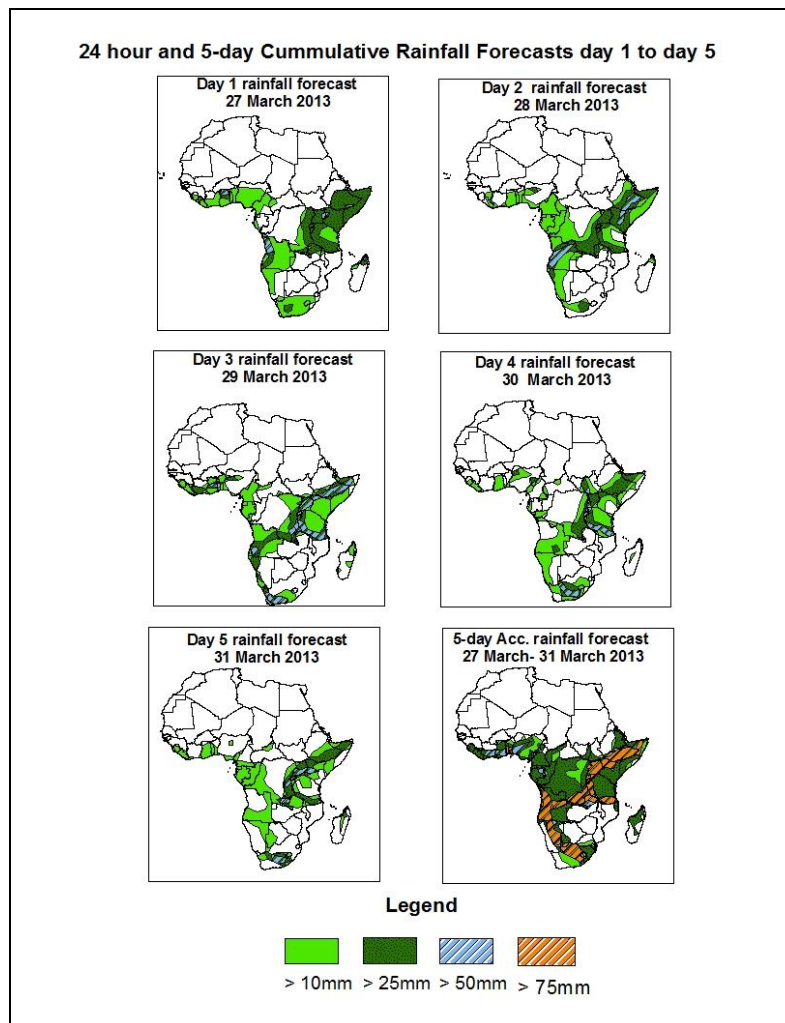 24 hour and 5-day Cummulative Rainfall Forecasts day 1 to day 5
Day 1 rainfall forecast
27 March 2013
Day 2 rainfall forecast
28 March 2013
Day 3 rainfall forecast
29 March 2013
Day 4 rainfall forecast
30 March 2013
Day 5 rainfall forecast
31 March 2013
5-day Acc. rainfall forecast
27 March- 31 March 2013
Legend
> 10mm > 25mm > 50mm > 75mm